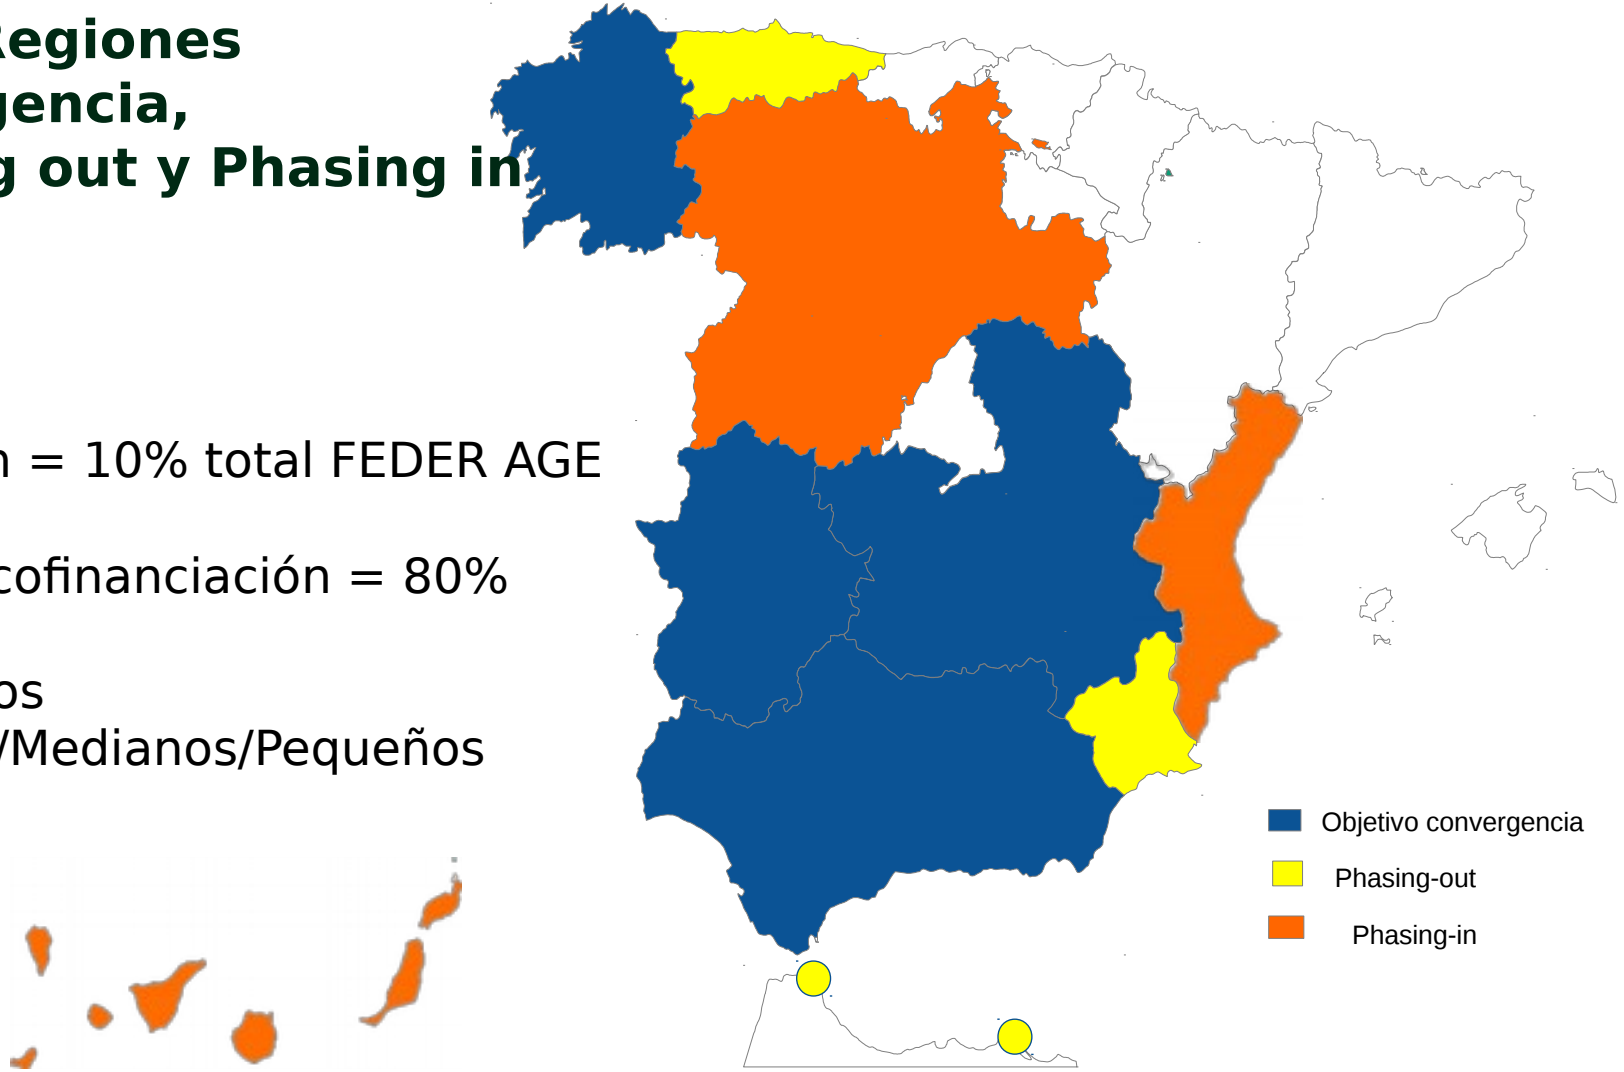 Regiones
gencia,
g out y Phasing in
n = 10% total FEDER AGE
cofinanciación = 80%
os
/Medianos/Pequeños
Objetivo convergencia
Phasing-out
Phasing-in